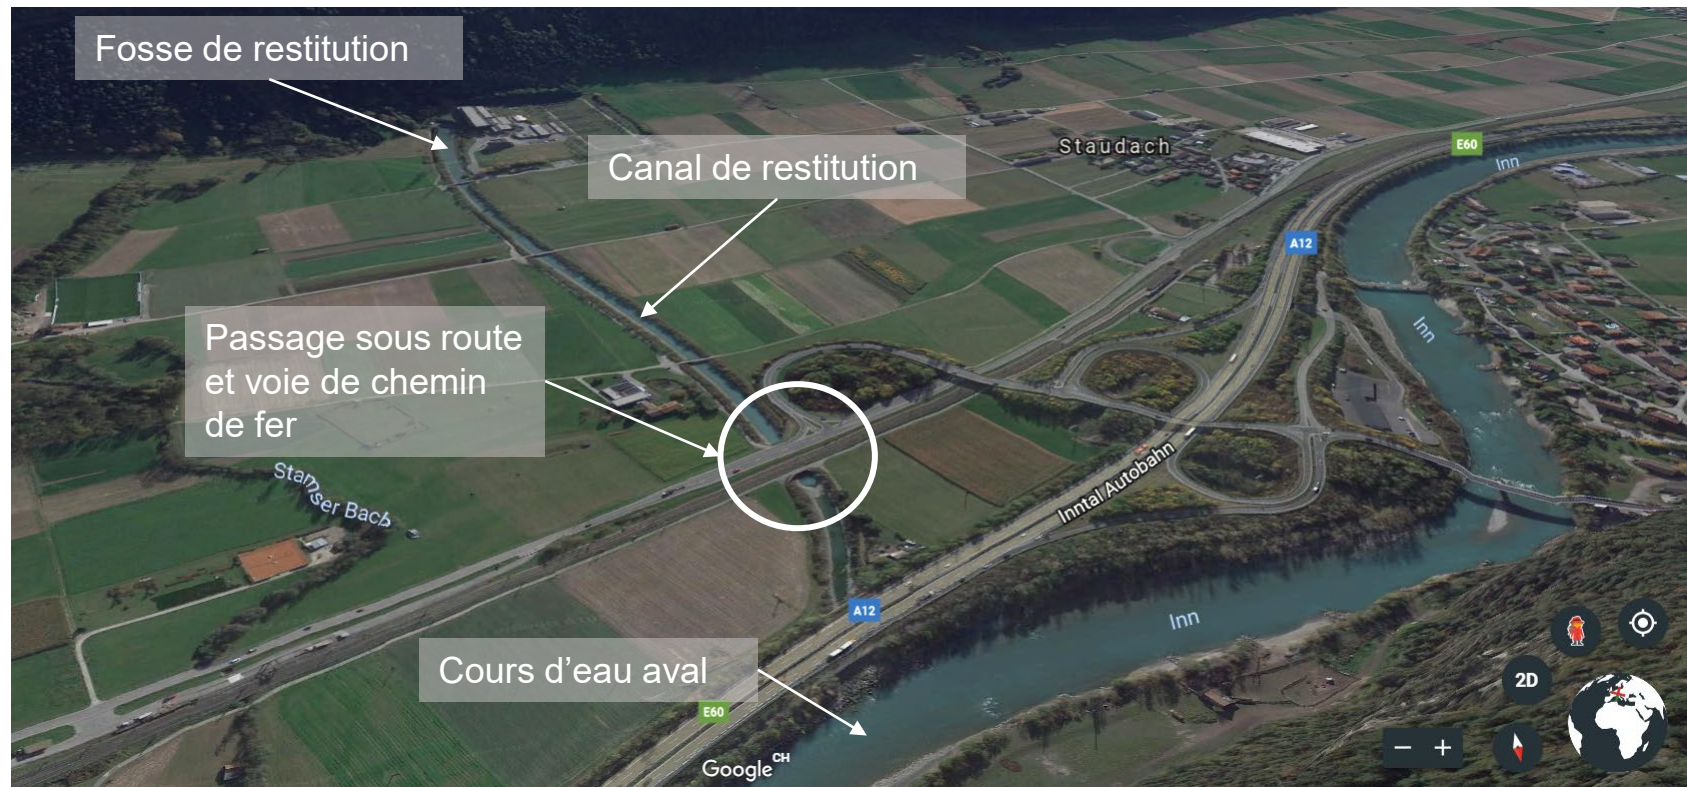 Fosse de restitution
Canal de restitution
Staudach
E60
Inn
A12
Inn
Passage sous route
et voie de chemin
de fer
Stamser Bach
Inntal Autobahn
A12
Inn
Cours d’eau aval
2D
E60
Google
CH